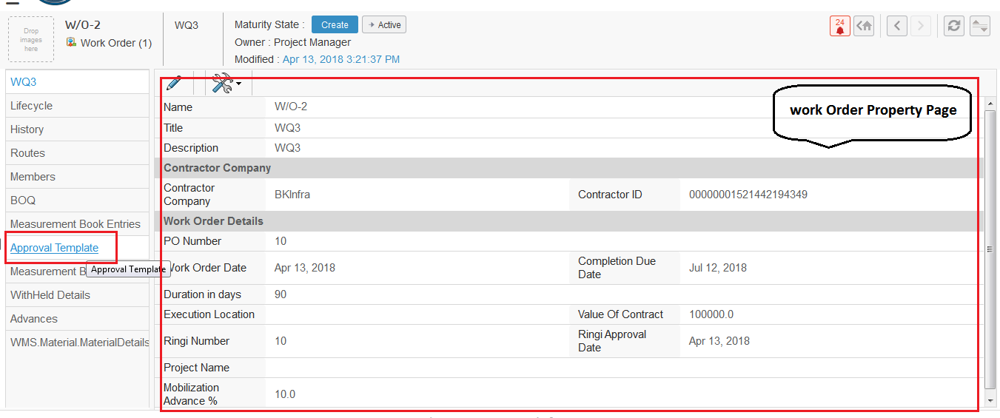 Drop
images
here
W/O-2
Work Order (1)
WQ3
Maturity State : Create Active
Owner : Project Manager
Modified : Apr 13, 2018 3:21:37 PM
24
WQ3
Lifecycle
History
Routes
Members
BOQ
Measurement Book Entries
Approval Template
Approval Template
Measurement B
WithHeld Details
Advances
WMS.Material.MaterialDetails
work Order Property Page
Name W/O-2
Title WQ3
Description WQ3
Contractor Company
Contractor
Company
BKInfra
Contractor ID 00000001521442194349
Work Order Details
PO Number 10
Work Order Date Apr 13, 2018
Completion Due
Date
Jul 12, 2018
Duration in days 90
Execution Location
Value Of Contract 100000.0
Ringi Number 10
Ringi Approval
Date
Apr 13, 2018
Project Name
Mobilization
Advance %
10.0